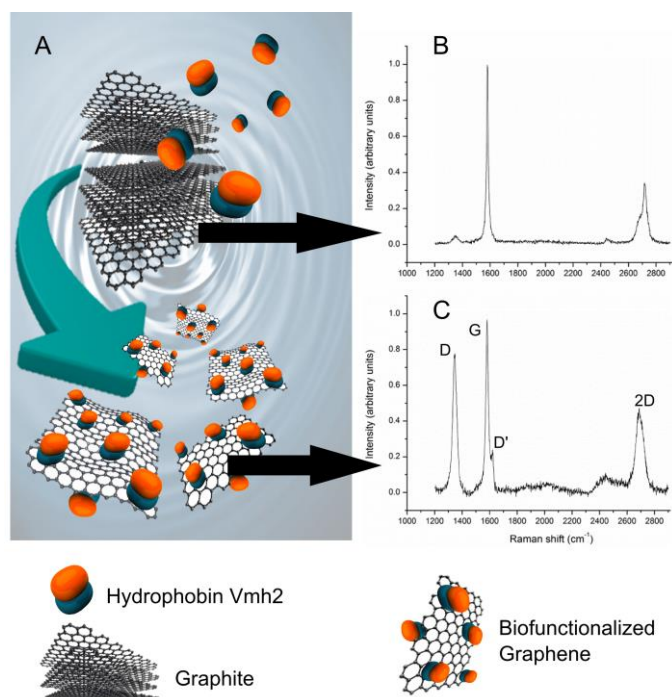 A
B
Intensity (arbitrary units)
1.0
0.8
0.6
0.4
0.2
0.0
1000 1200 1400 1600 1800 2000 2200 2400 2600 2800
C
Intensity (arbitrary units)
1.0
0.8
0.6
0.4
0.2
0.0
D
G
D'
2D
1000 1200 1400 1600 1800 2000 2200 2400 2600 2800
Raman shift (cm⁻¹)
Hydrophobin Vmh2
Graphite
Biofunctionalized
Graphene